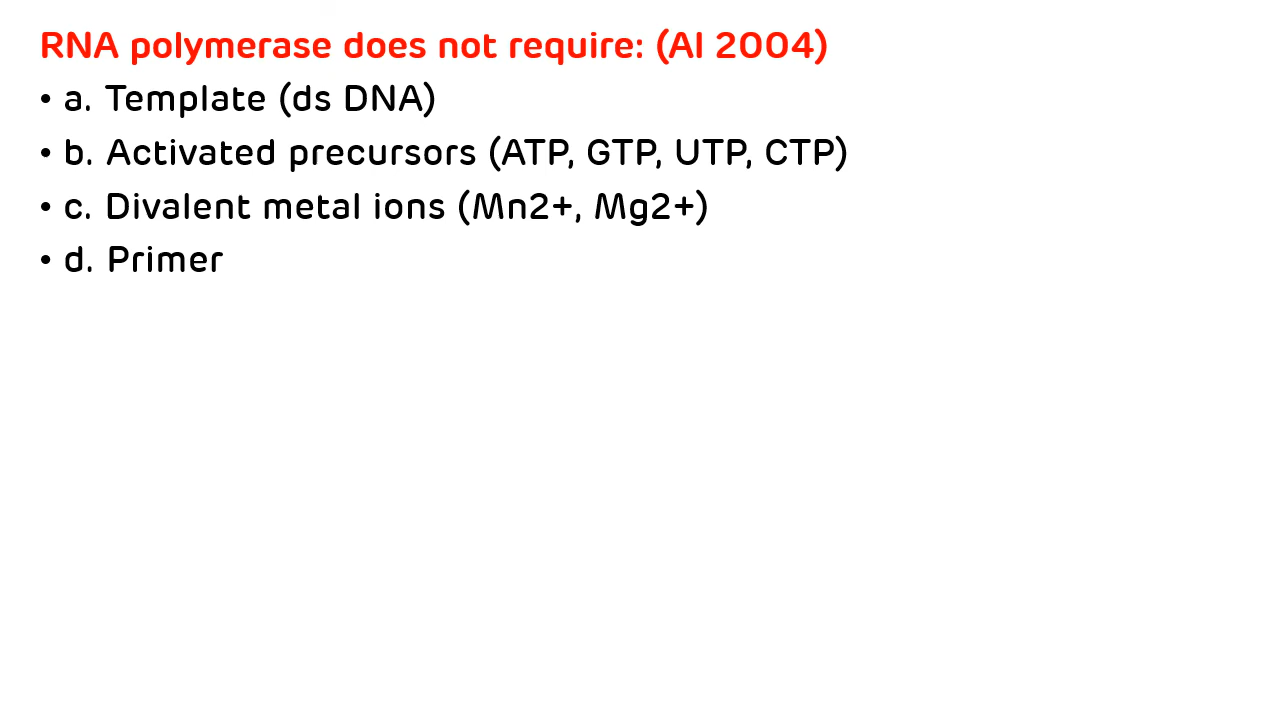 RNA polymerase does not require: (Al 2004)
• a. Template (ds DNA)
• b. Activated precursors (ATP, GTP, UTP, CTP)
• c. Divalent metal ions (Mn2+, Mg2+)
• d. Primer